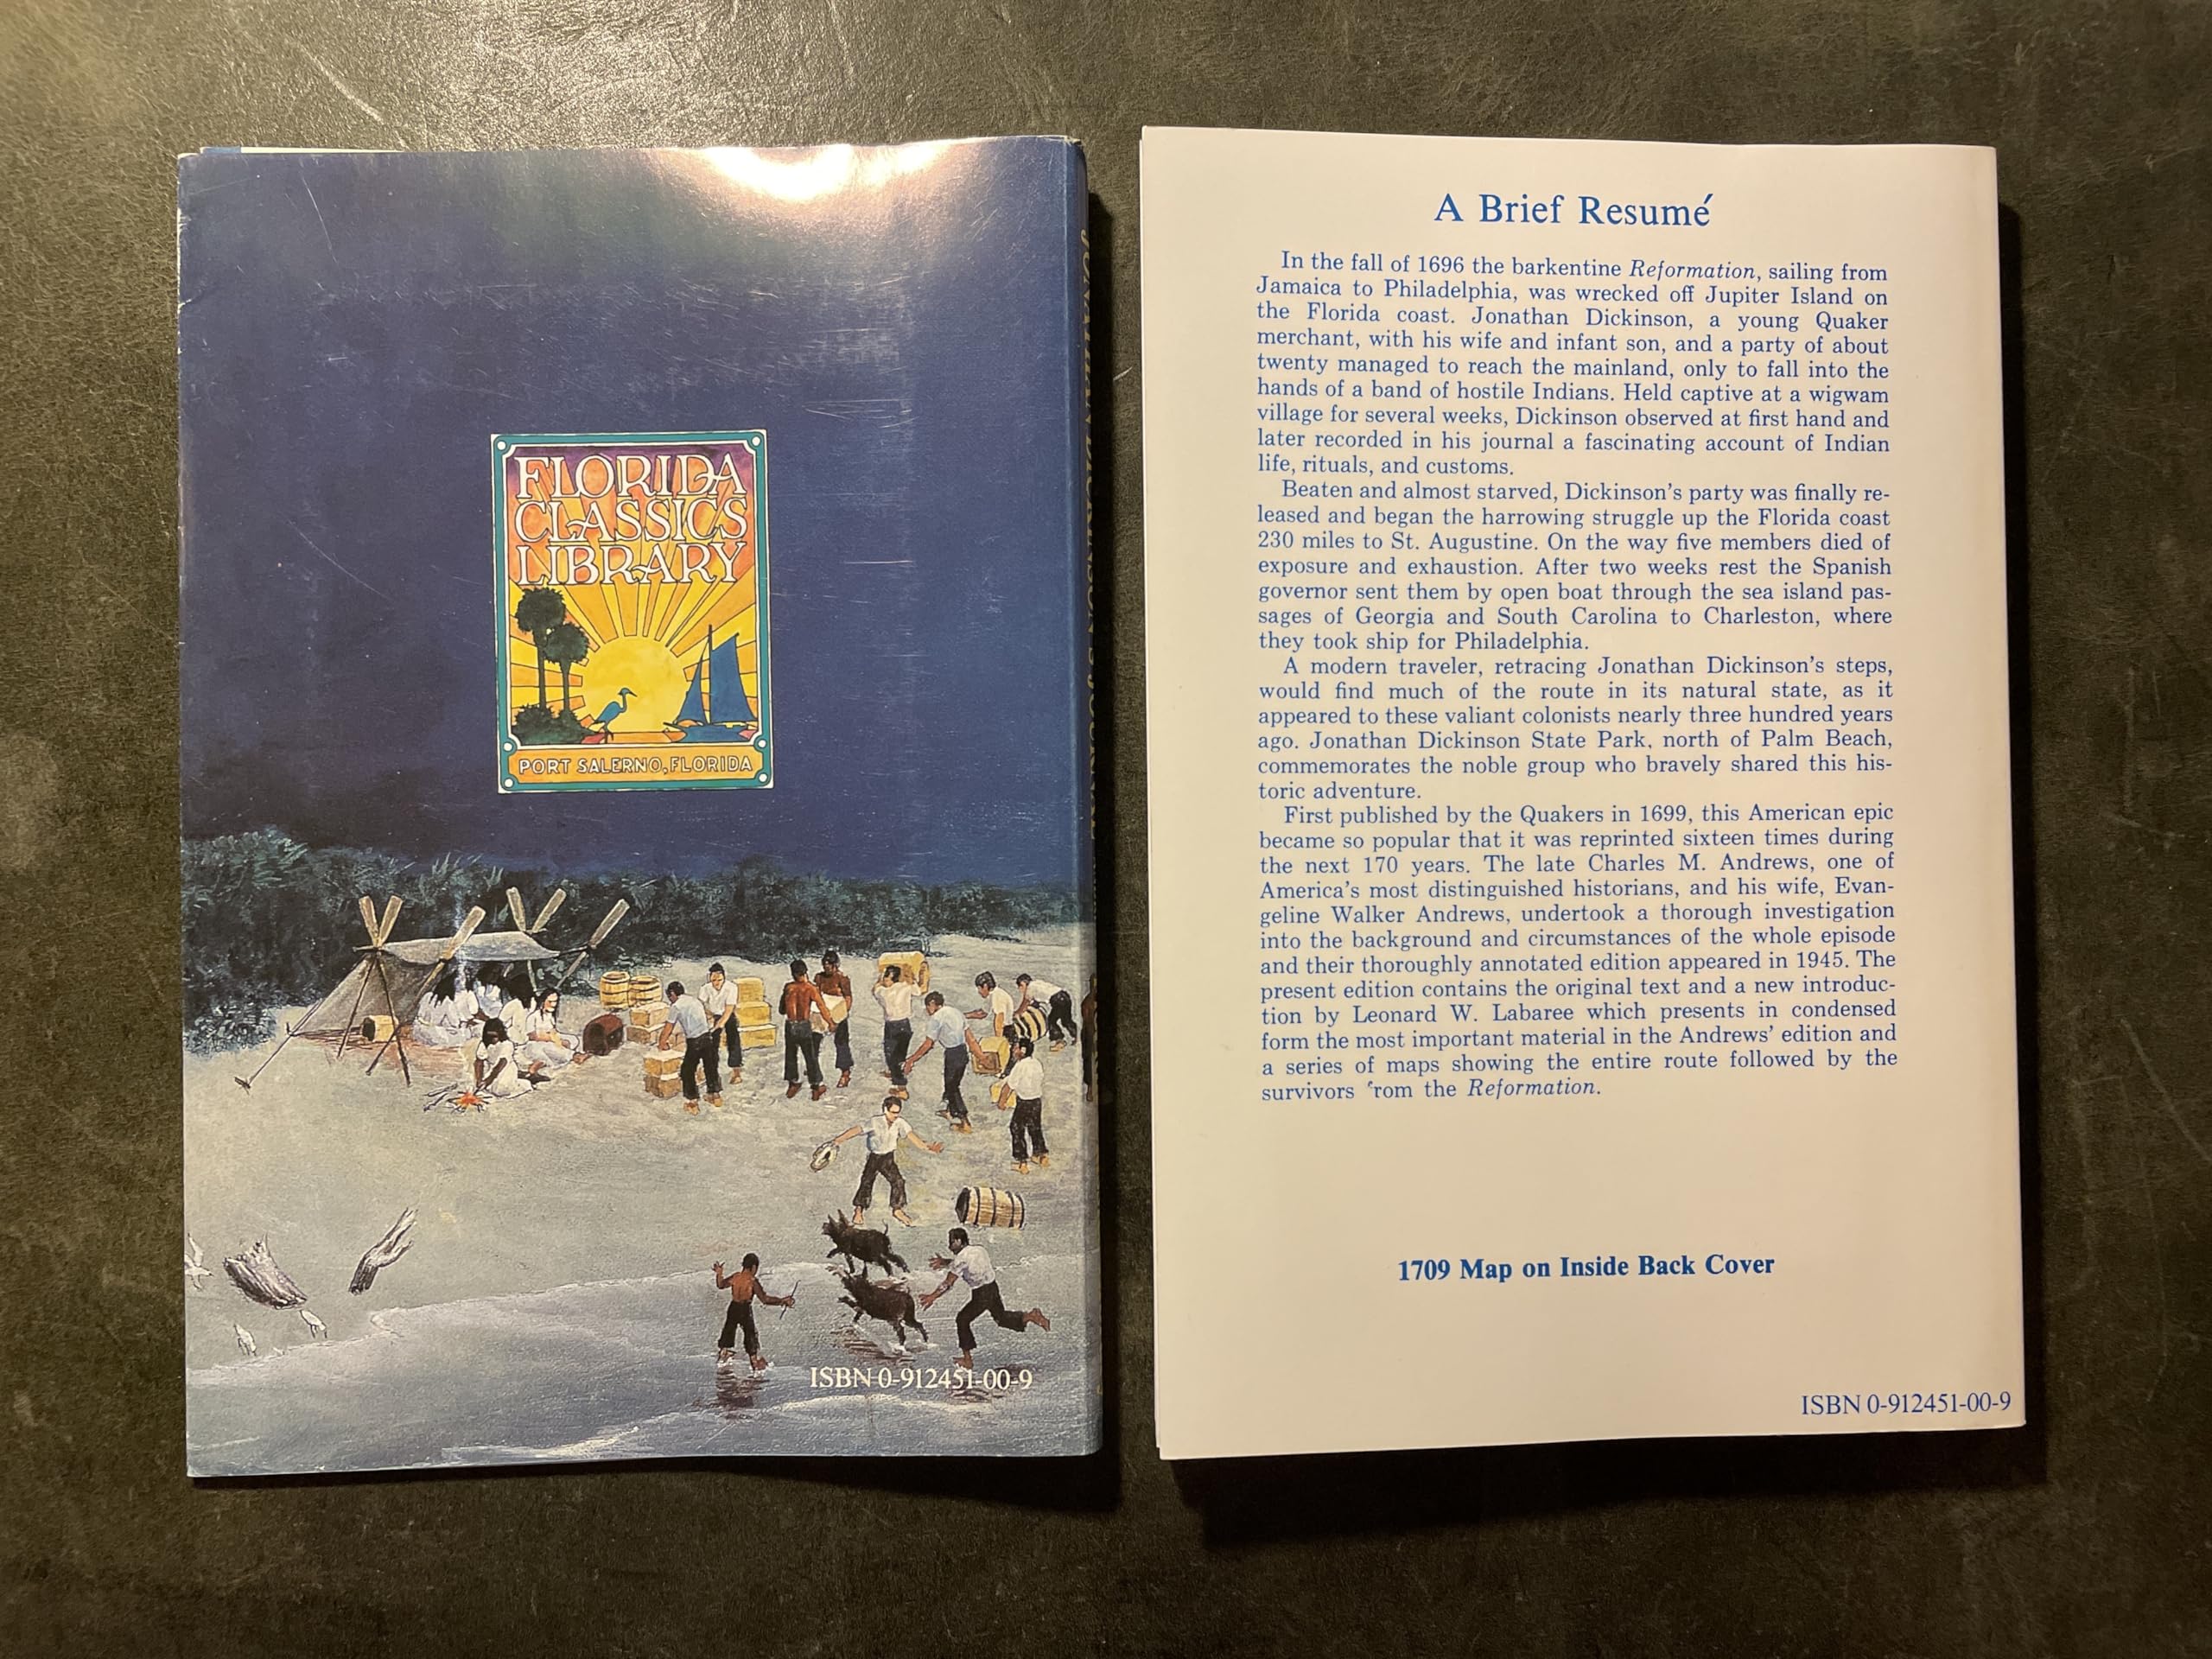 FLORIDA
CLASSICS
LIBRARY
PORT SALERNO, FLORIDA
ISBN 0-912451-00-9
JONATHAN DICKINSON'S JOURNAL
A Brief Resumé
In the fall of 1696 the barkentine Reformation, sailing from
Jamaica to Philadelphia, was wrecked off Jupiter Island on
the Florida coast. Jonathan Dickinson, a young Quaker
merchant, with his wife and infant son, and a party of about
twenty managed to reach the mainland, only to fall into the
hands of a band of hostile Indians. Held captive at a wigwam
village for several weeks, Dickinson observed at first hand and
later recorded in his journal a fascinating account of Indian
life, rituals, and customs.
Beaten and almost starved, Dickinson's party was finally re-
leased and began the harrowing struggle up the Florida coast
230 miles to St. Augustine. On the way five members died of
exposure and exhaustion. After two weeks rest the Spanish
governor sent them by open boat through the sea island pas-
sages of Georgia and South Carolina to Charleston, where
they took ship for Philadelphia.
A modern traveler, retracing Jonathan Dickinson's steps,
would find much of the route in its natural state, as it
appeared to these valiant colonists nearly three hundred years
ago. Jonathan Dickinson State Park, north of Palm Beach,
commemorates the noble group who bravely shared this his-
toric adventure.
First published by the Quakers in 1699, this American epic
became so popular that it was reprinted sixteen times during
the next 170 years. The late Charles M. Andrews, one of
America's most distinguished historians, and his wife, Evan-
geline Walker Andrews, undertook a thorough investigation
into the background and circumstances of the whole episode
and their thoroughly annotated edition appeared in 1945. The
present edition contains the original text and a new introduc-
tion by Leonard W. Labaree which presents in condensed
form the most important material in the Andrews' edition and
a series of maps showing the entire route followed by the
survivors 'rom the Reformation.
1709 Map on Inside Back Cover
ISBN 0-912451-00-9